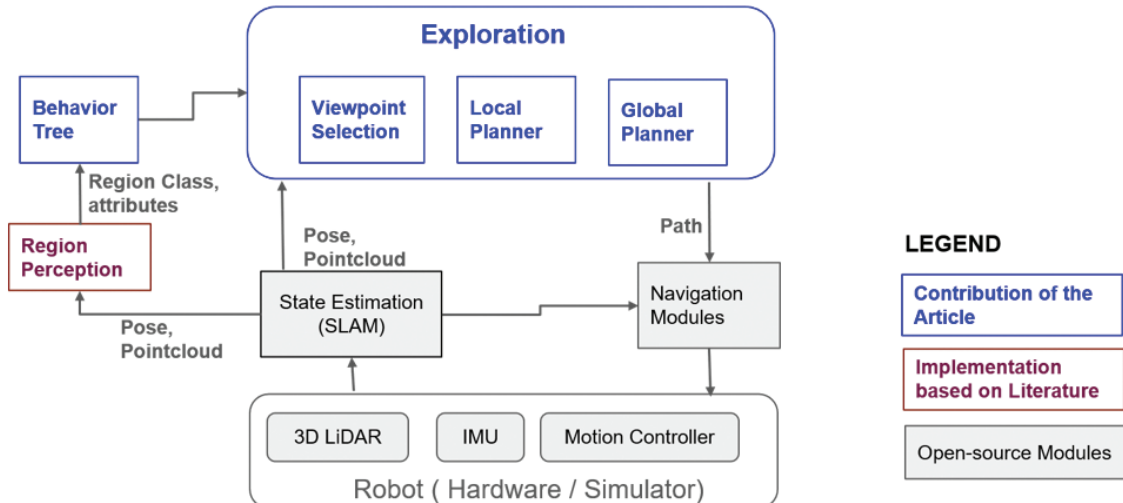 Exploration
Behavior
Tree
Viewpoint
Selection
Local
Planner
Global
Planner
Region Class,
attributes
Region
Perception
Pose,
Pointcloud
Path
State Estimation
(SLAM)
Navigation
Modules
Pose,
Pointcloud
3D LiDAR
IMU
Motion Controller
Robot ( Hardware / Simulator)
LEGEND
Contribution of the
Article
Implementation
based on Literature
Open-source Modules